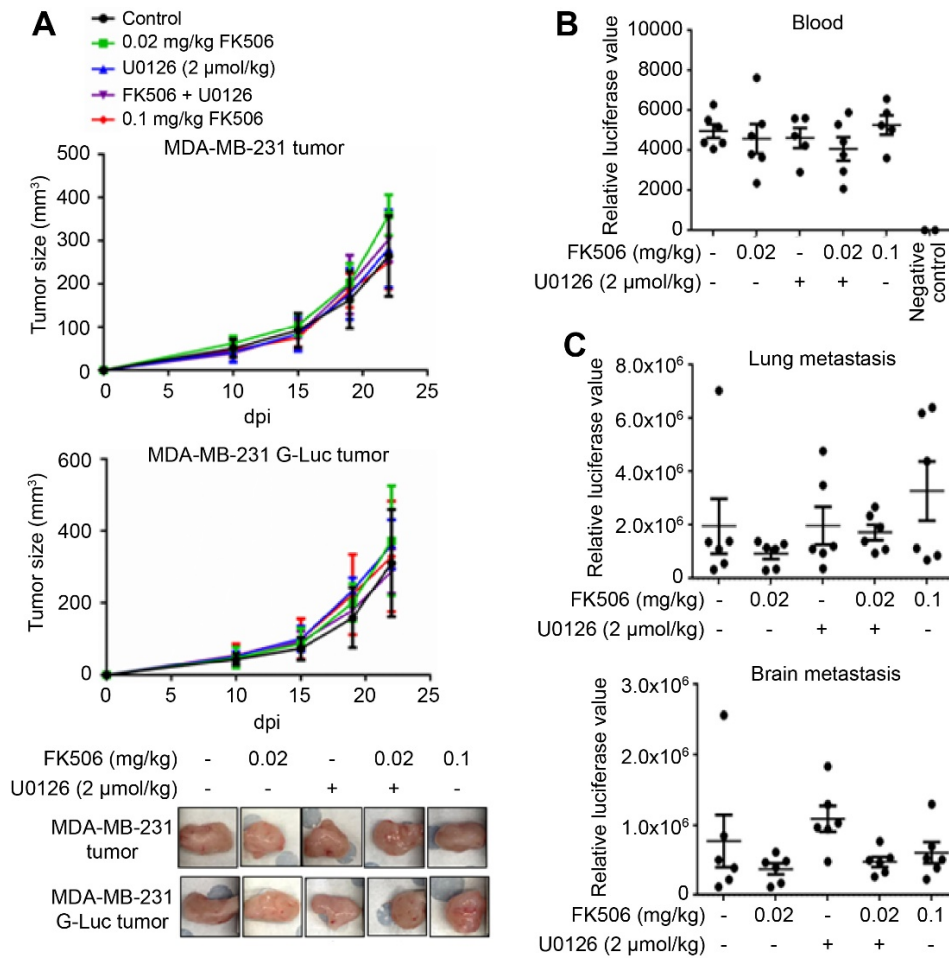 A
Control
0.02 mg/kg FK506
U0126 (2 µmol/kg)
FK506 + U0126
0.1 mg/kg FK506
MDA-MB-231 tumor
Tumor size (mm³)
500
400
300
200
100
0
0 5 10 15 20 25
dpi
MDA-MB-231 G-Luc tumor
Tumor size (mm³)
600
400
200
0
0 5 10 15 20 25
dpi
FK506 (mg/kg) - 0.02 - 0.02 0.1
U0126 (2 µmol/kg) - - + + -
MDA-MB-231
tumor
MDA-MB-231
G-Luc tumor
B
Blood
Relative luciferase value
10000
8000
6000
4000
2000
0
FK506 (mg/kg) - 0.02 - 0.02 0.1
U0126 (2 µmol/kg) - - + + -
Negative
control
C
Lung metastasis
Relative luciferase value
8.0x10⁶
6.0x10⁶
4.0x10⁶
2.0x10⁶
0
FK506 (mg/kg) - 0.02 - 0.02 0.1
U0126 (2 µmol/kg) - - + + -
Brain metastasis
Relative luciferase value
3.0x10⁶
2.0x10⁶
1.0x10⁶
0
FK506 (mg/kg) - 0.02 - 0.02 0.1
U0126 (2 µmol/kg) - - + + -